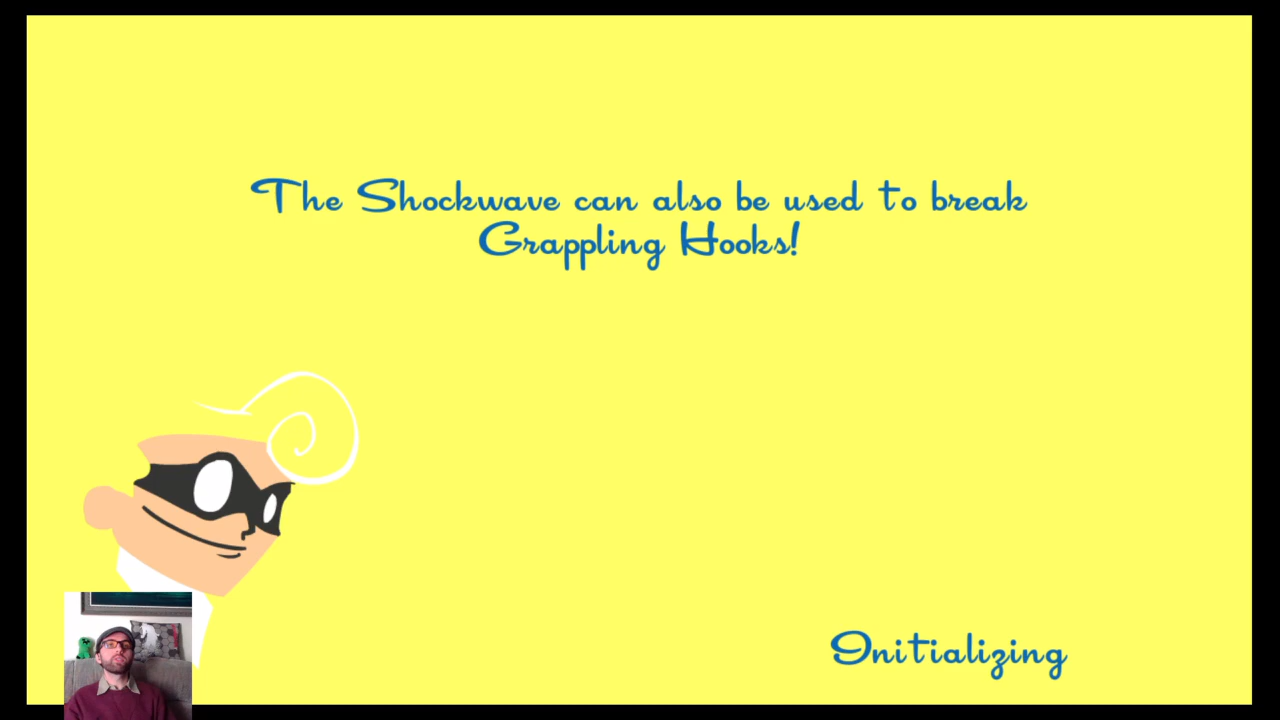 The Shockwave can also be used to break
Grappling Hooks!
Initializing